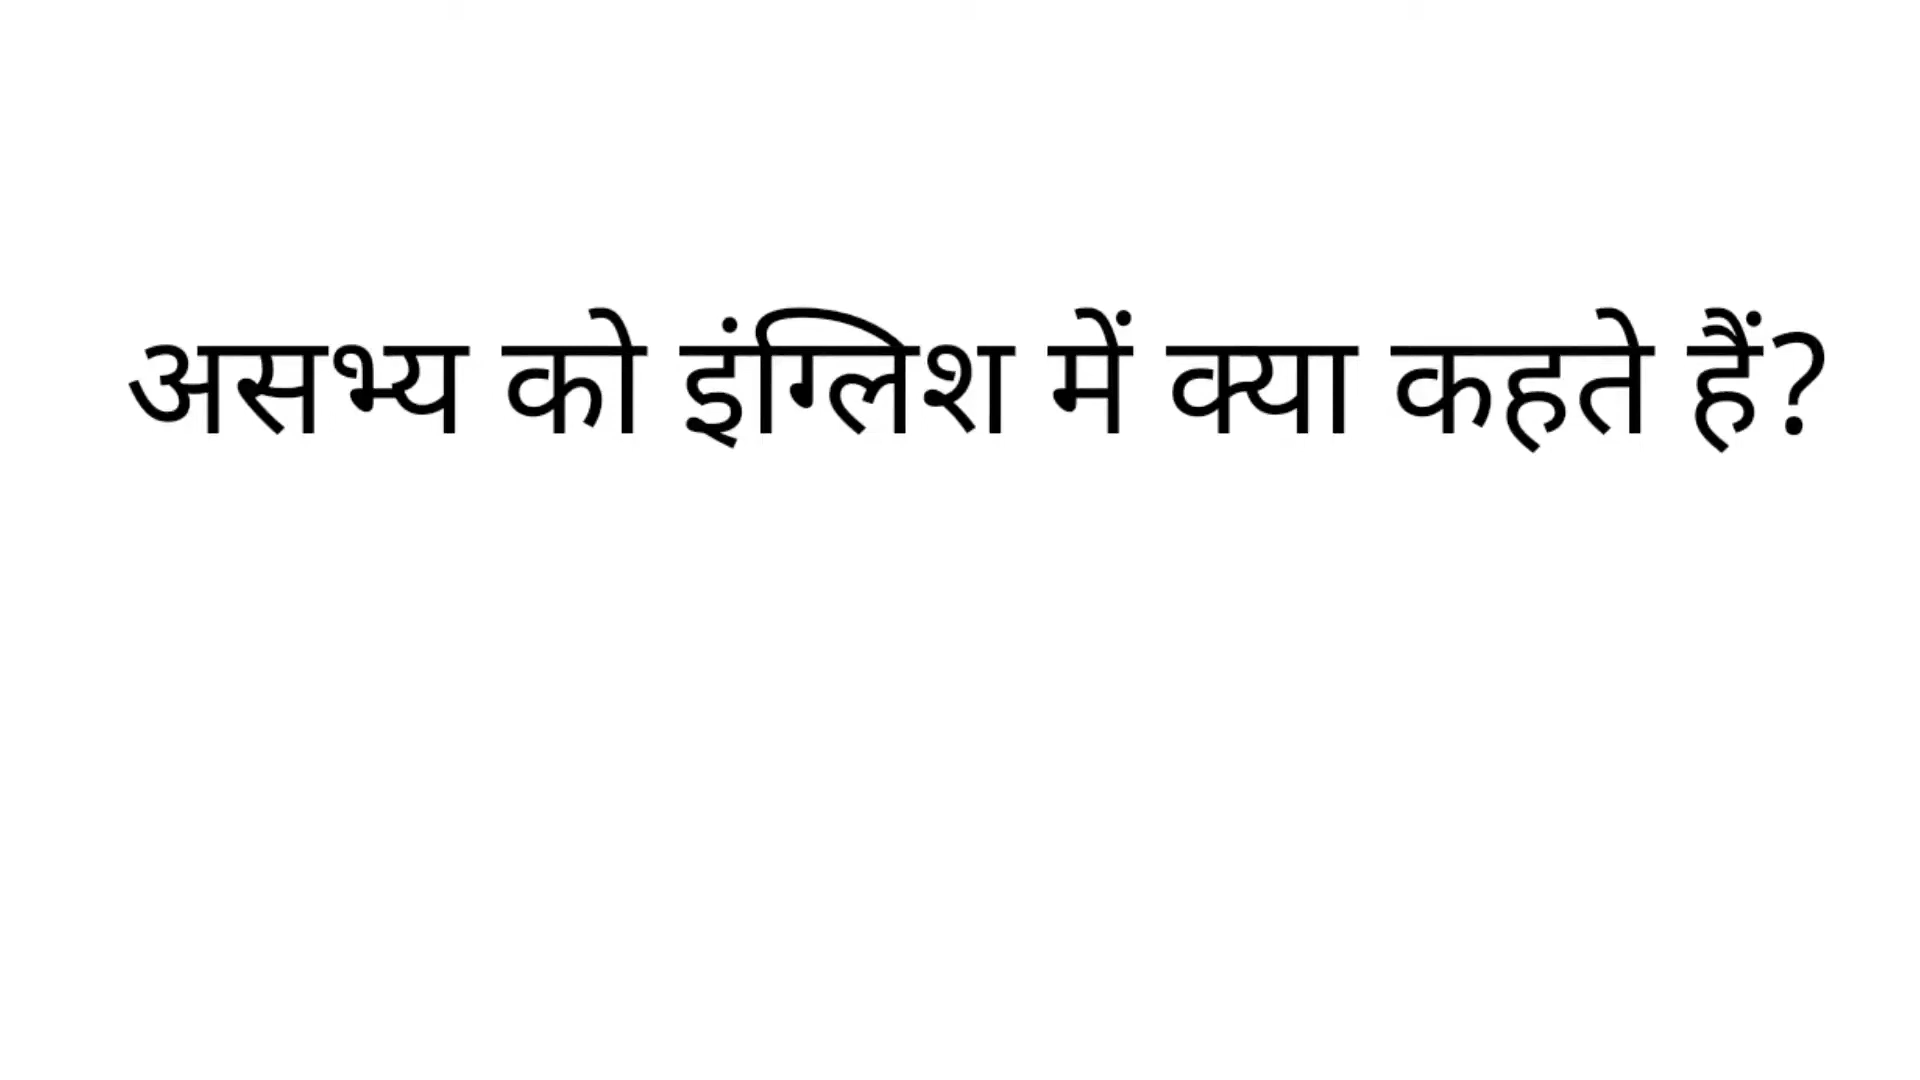 असभ्य को इंग्लिश में क्या कहते हैं?